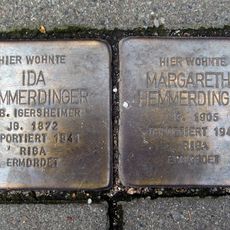 HIER WOHNTE
IDA
HEMMERDINGER
GEB. IGERSHEIMER
JG. 1872
DEPORTIERT 1941
RIGA
ERMORDET
HIER WOHNTE
MARGARETHE
HEMMERDINGER
JG. 1905
DEPORTIERT 1941
RIGA
ERMORDET